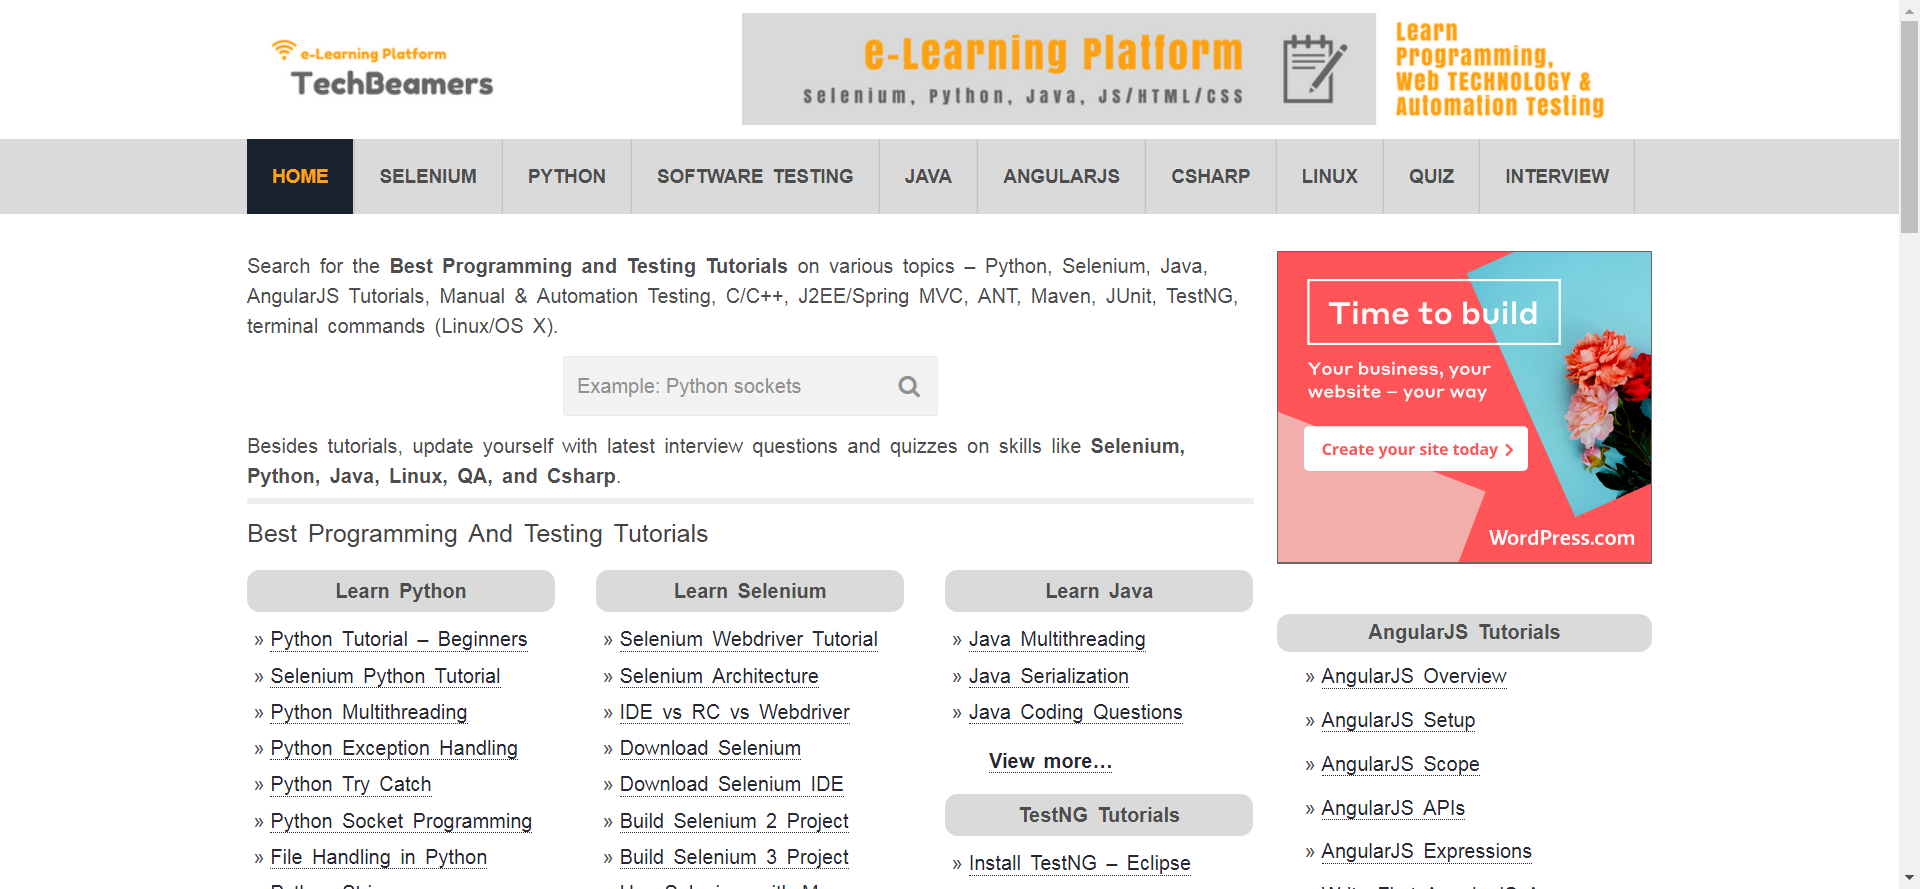 e-Learning Platform
TechBeamers
e-Learning Platform
Selenium, Python, Java, JS/HTML/CSS
Learn
Programming,
Web TECHNOLOGY &
Automation Testing
HOME
SELENIUM
PYTHON
SOFTWARE TESTING
JAVA
ANGULARJS
CSHARP
LINUX
QUIZ
INTERVIEW
Search for the Best Programming and Testing Tutorials on various topics – Python, Selenium, Java,
AngularJS Tutorials, Manual & Automation Testing, C/C++, J2EE/Spring MVC, ANT, Maven, JUnit, TestNG,
terminal commands (Linux/OS X).
Example: Python sockets
Besides tutorials, update yourself with latest interview questions and quizzes on skills like Selenium,
Python, Java, Linux, QA, and Csharp.
Best Programming And Testing Tutorials
Learn Python
» Python Tutorial – Beginners
» Selenium Python Tutorial
» Python Multithreading
» Python Exception Handling
» Python Try Catch
» Python Socket Programming
» File Handling in Python
Learn Selenium
» Selenium Webdriver Tutorial
» Selenium Architecture
» IDE vs RC vs Webdriver
» Download Selenium
» Download Selenium IDE
» Build Selenium 2 Project
» Build Selenium 3 Project
Learn Java
» Java Multithreading
» Java Serialization
» Java Coding Questions
View more...
TestNG Tutorials
» Install TestNG – Eclipse
Time to build
Your business, your
website – your way
Create your site today >
WordPress.com
AngularJS Tutorials
» AngularJS Overview
» AngularJS Setup
» AngularJS Scope
» AngularJS APIs
» AngularJS Expressions